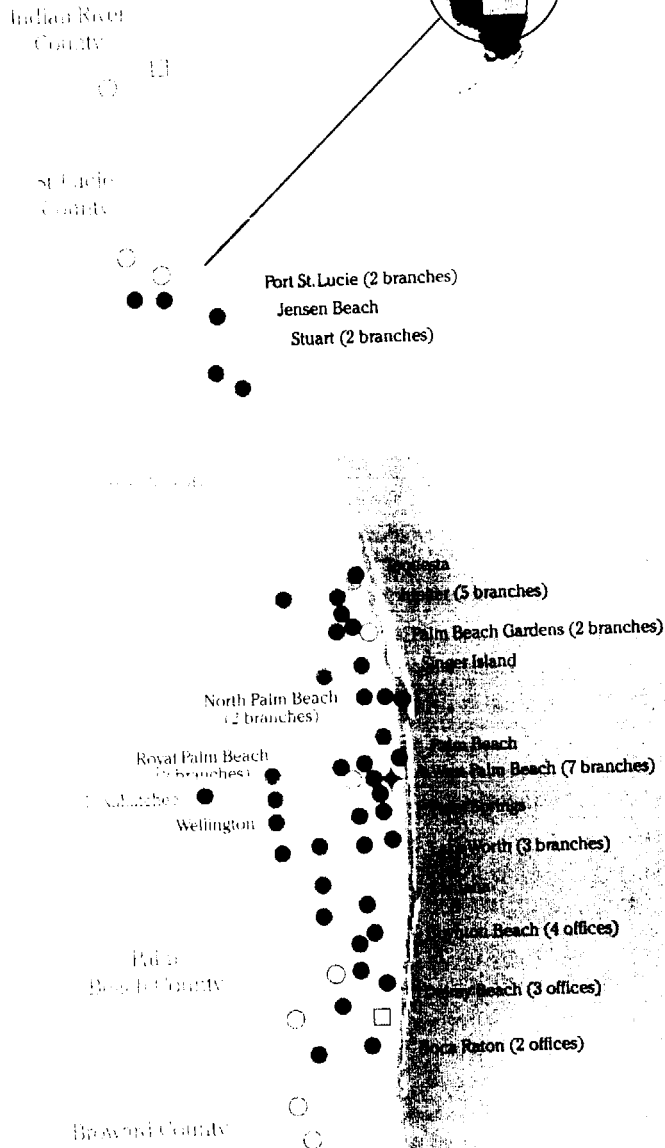 Indian River
County
St. Lucie
County
Port St. Lucie (2 branches)
Jensen Beach
Stuart (2 branches)
(5 branches)
Palm Beach Gardens (2 branches)
Singer Island
North Palm Beach
(2 branches)
Palm Beach
Royal Palm Beach
Palm Beach (7 branches)
Springs
Wellington
Worth (3 branches)
Beach (4 offices)
Beach (3 offices)
Palm
Beach County
Boca Raton (2 offices)
Broward County